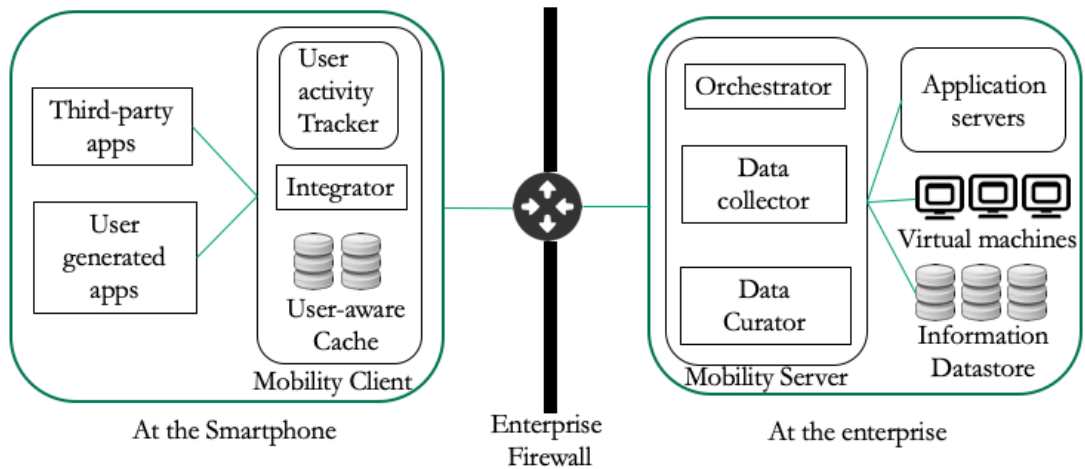 Third-party
apps
User
generated
apps
User
activity
Tracker
Integrator
User-aware
Cache
Mobility Client
At the Smartphone
Enterprise
Firewall
Orchestrator
Data
collector
Data
Curator
Mobility Server
Application
servers
Virtual machines
Information
Datastore
At the enterprise